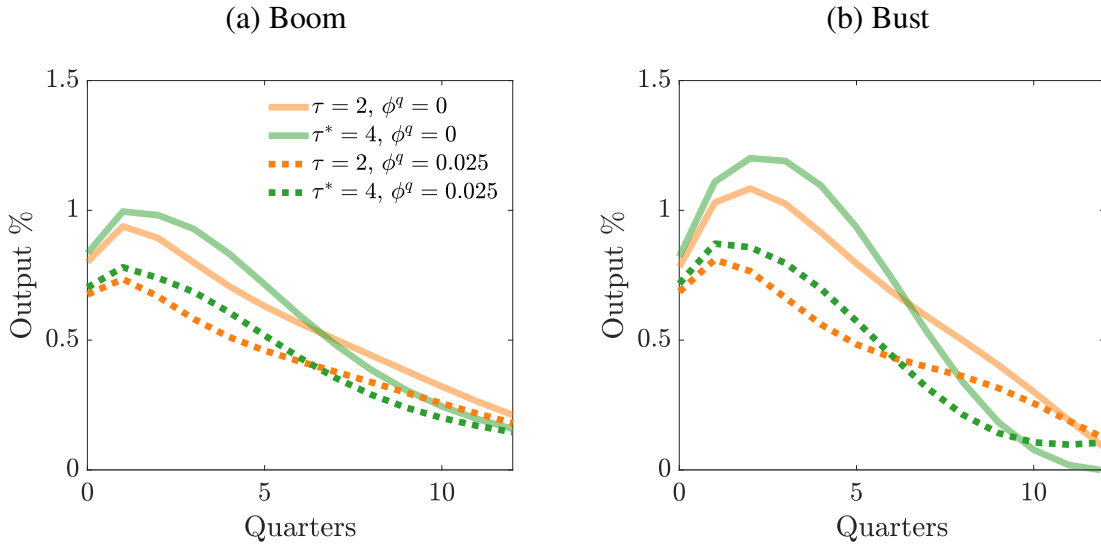 (a) Boom
(b) Bust
1.5
1
0.5
0
Output %
τ = 2, φ^q = 0
τ* = 4, φ^q = 0
τ = 2, φ^q = 0.025
τ* = 4, φ^q = 0.025
0
5
10
Quarters
1.5
1
0.5
0
Output %
0
5
10
Quarters